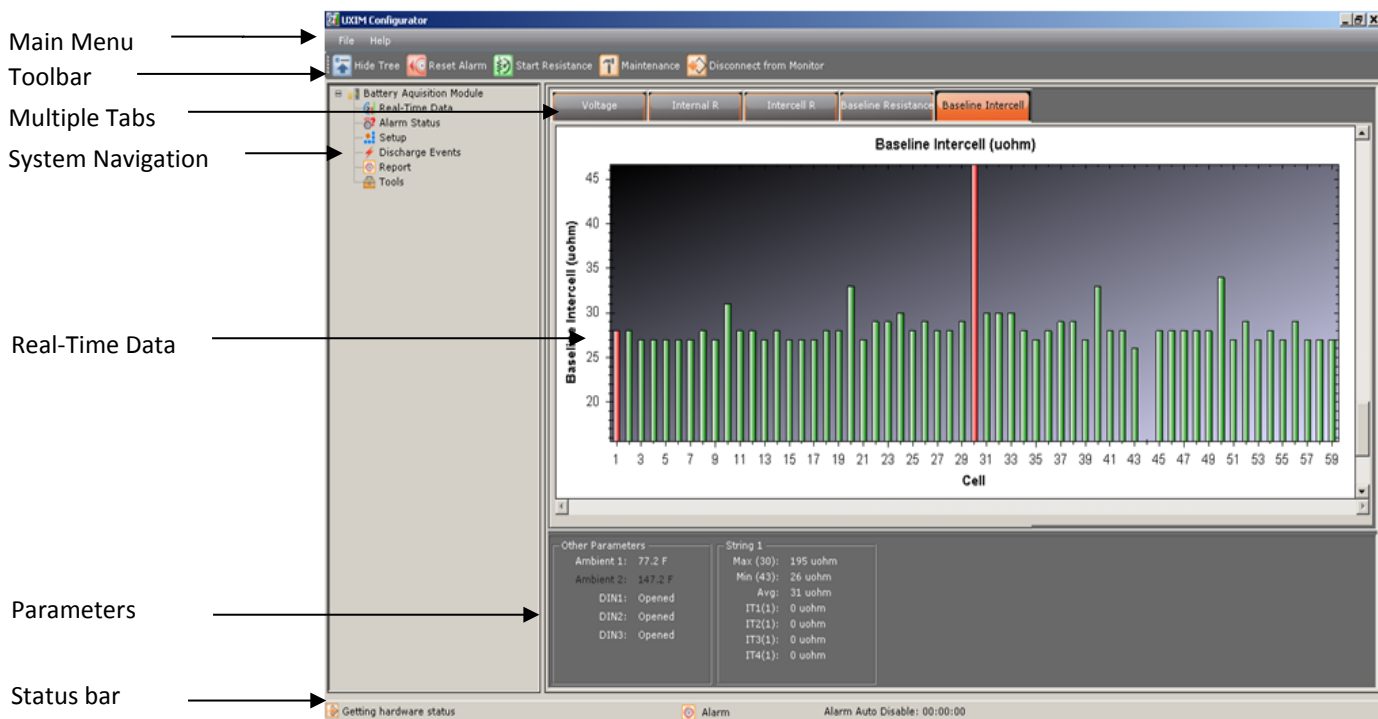 UXIM Configurator
Main Menu
File Help
Toolbar
Hide Tree Reset Alarm Start Resistance Maintenance Disconnect from Monitor
Multiple Tabs
System Navigation
Battery Aquisition Module
Real-Time Data
Alarm Status
Setup
Discharge Events
Report
Tools
Voltage Internal R Intercell R Baseline Resistance Baseline Intercell
Baseline Intercell (uohm)
Baseline Intercell (uohm)
45
40
35
30
25
20
1 3 5 7 9 11 13 15 17 19 21 23 25 27 29 31 33 35 37 39 41 43 45 47 49 51 53 55 57 59
Cell
Real-Time Data
Parameters
Other Parameters
Ambient 1: 77.2 F
Ambient 2: 147.2 F
DIN1: Opened
DIN2: Opened
DIN3: Opened
String 1
Max (30): 195 uohm
Min (43): 26 uohm
Avg: 31 uohm
IT1(1): 0 uohm
IT2(1): 0 uohm
IT3(1): 0 uohm
IT4(1): 0 uohm
Status bar
Getting hardware status Alarm Alarm Auto Disable: 00:00:00